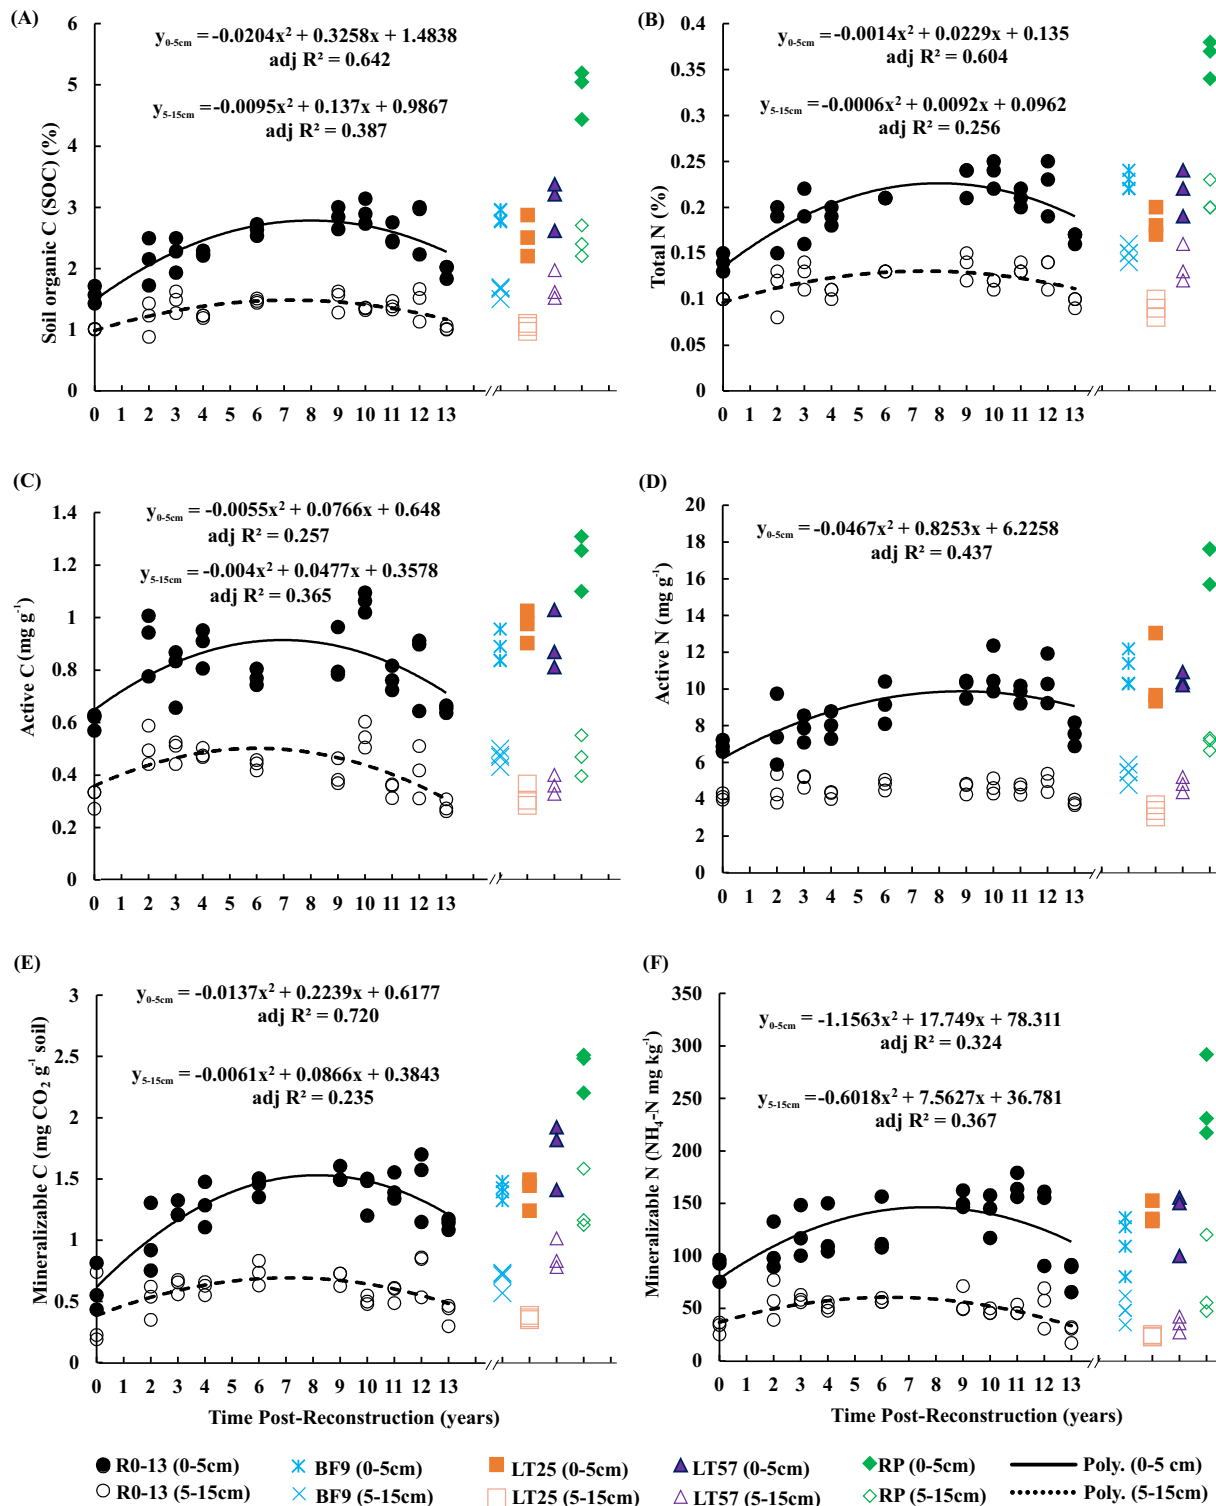 (A)
y0-5cm = -0.0204x² + 0.3258x + 1.4838
adj R² = 0.642
y5-15cm = -0.0095x² + 0.137x + 0.9867
adj R² = 0.387
Soil organic C (SOC) (%)
6
5
4
3
2
1
0
0 1 2 3 4 5 6 7 8 9 10 11 12 13
(B)
y0-5cm = -0.0014x² + 0.0229x + 0.135
adj R² = 0.604
y5-15cm = -0.0006x² + 0.0092x + 0.0962
adj R² = 0.256
Total N (%)
0.4
0.35
0.3
0.25
0.2
0.15
0.1
0.05
0
0 1 2 3 4 5 6 7 8 9 10 11 12 13
(C)
y0-5cm = -0.0055x² + 0.0766x + 0.648
adj R² = 0.257
y5-15cm = -0.004x² + 0.0477x + 0.3578
adj R² = 0.365
Active C (mg g⁻¹)
1.4
1.2
1
0.8
0.6
0.4
0.2
0
0 1 2 3 4 5 6 7 8 9 10 11 12 13
(D)
y0-5cm = -0.0467x² + 0.8253x + 6.2258
adj R² = 0.437
Active N (mg g⁻¹)
20
18
16
14
12
10
8
6
4
2
0
0 1 2 3 4 5 6 7 8 9 10 11 12 13
(E)
y0-5cm = -0.0137x² + 0.2239x + 0.6177
adj R² = 0.720
y5-15cm = -0.0061x² + 0.0866x + 0.3843
adj R² = 0.235
Mineralizable C (mg CO₂ g⁻¹ soil)
3
2.5
2
1.5
1
0.5
0
0 1 2 3 4 5 6 7 8 9 10 11 12 13
Time Post-Reconstruction (years)
(F)
y0-5cm = -1.1563x² + 17.749x + 78.311
adj R² = 0.324
y5-15cm = -0.6018x² + 7.5627x + 36.781
adj R² = 0.367
Mineralizable N (NH₄-N mg kg⁻¹)
350
300
250
200
150
100
50
0
0 1 2 3 4 5 6 7 8 9 10 11 12 13
Time Post-Reconstruction (years)
R0-13 (0-5cm) BF9 (0-5cm) LT25 (0-5cm) LT57 (0-5cm) RP (0-5cm) Poly. (0-5 cm)
R0-13 (5-15cm) BF9 (5-15cm) LT25 (5-15cm) LT57 (5-15cm) RP (5-15cm) Poly. (5-15cm)